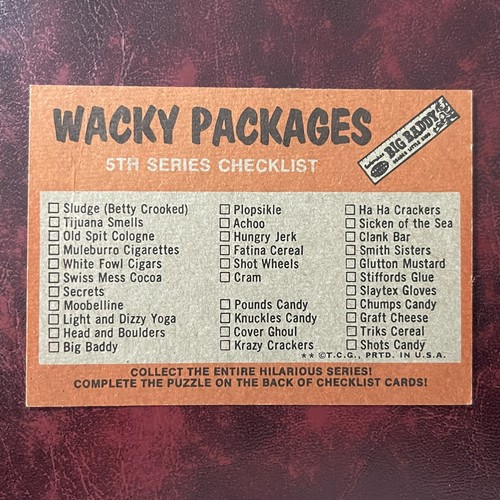 WACKY PACKAGES
5TH SERIES CHECKLIST
BIG BADDY
Sludge (Betty Crooked)
Tijuana Smells
Old Spit Cologne
Muleburro Cigarettes
White Fowl Cigars
Swiss Mess Cocoa
Secrets
Moobelline
Light and Dizzy Yoga
Head and Boulders
Big Baddy
Plopsikle
Achoo
Hungry Jerk
Fatina Cereal
Shot Wheels
Cram
Pounds Candy
Knuckles Candy
Cover Ghoul
Krazy Crackers
Ha Ha Crackers
Sicken of the Sea
Clank Bar
Smith Sisters
Glutton Mustard
Stiffords Glue
Slaytex Gloves
Chumps Candy
Graft Cheese
Triks Cereal
Shots Candy
** ©T.C.G., PRTD. IN U.S.A.
COLLECT THE ENTIRE HILARIOUS SERIES!
COMPLETE THE PUZZLE ON THE BACK OF CHECKLIST CARDS!